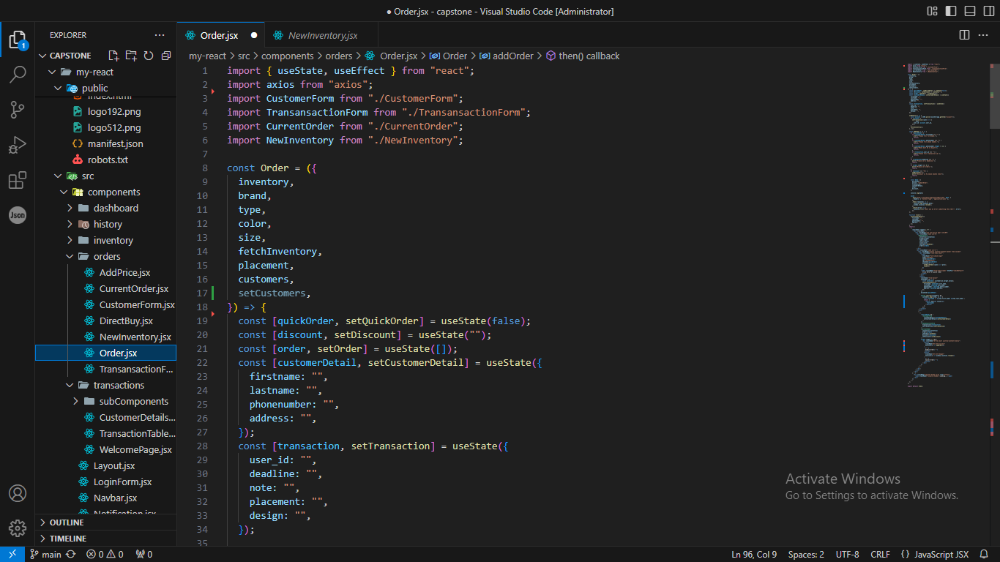 ● Order.jsx - capstone - Visual Studio Code [Administrator]
EXPLORER
Order.jsx
NewInventory.jsx
my-react > src > components > orders > Order.jsx > Order > addOrder > then() callback
CAPSTONE
my-react
public
index.html
logo192.png
logo512.png
manifest.json
robots.txt
src
components
dashboard
history
inventory
orders
AddPrice.jsx
CurrentOrder.jsx
CustomerForm.jsx
DirectBuy.jsx
NewInventory.jsx
Order.jsx
TransansactionF...
transactions
subComponents
CustomerDetails...
TransactionTable...
WelcomePage.jsx
Layout.jsx
LoginForm.jsx
Navbar.jsx
Notification.jsx
OUTLINE
TIMELINE
1
Json
1 import { useState, useEffect } from "react";
2 import axios from "axios";
3 import CustomerForm from "./CustomerForm";
4 import TransansactionForm from "./TransansactionForm";
5 import CurrentOrder from "./CurrentOrder";
6 import NewInventory from "./NewInventory";
7
8 const Order = ({
9 inventory,
10 brand,
11 type,
12 color,
13 size,
14 fetchInventory,
15 placement,
16 customers,
17 setCustomers,
18 }) => {
19 const [quickOrder, setQuickOrder] = useState(false);
20 const [discount, setDiscount] = useState("");
21 const [order, setOrder] = useState([]);
22 const [customerDetail, setCustomerDetail] = useState({
23 firstname: "",
24 lastname: "",
25 phonenumber: "",
26 address: "",
27 });
28 const [transaction, setTransaction] = useState({
29 user_id: "",
30 deadline: "",
31 note: "",
32 placement: "",
33 design: "",
34 });
35
Activate Windows
Go to Settings to activate Windows.
main 0 0 0
Ln 96, Col 9 Spaces: 2 UTF-8 CRLF {} JavaScript JSX